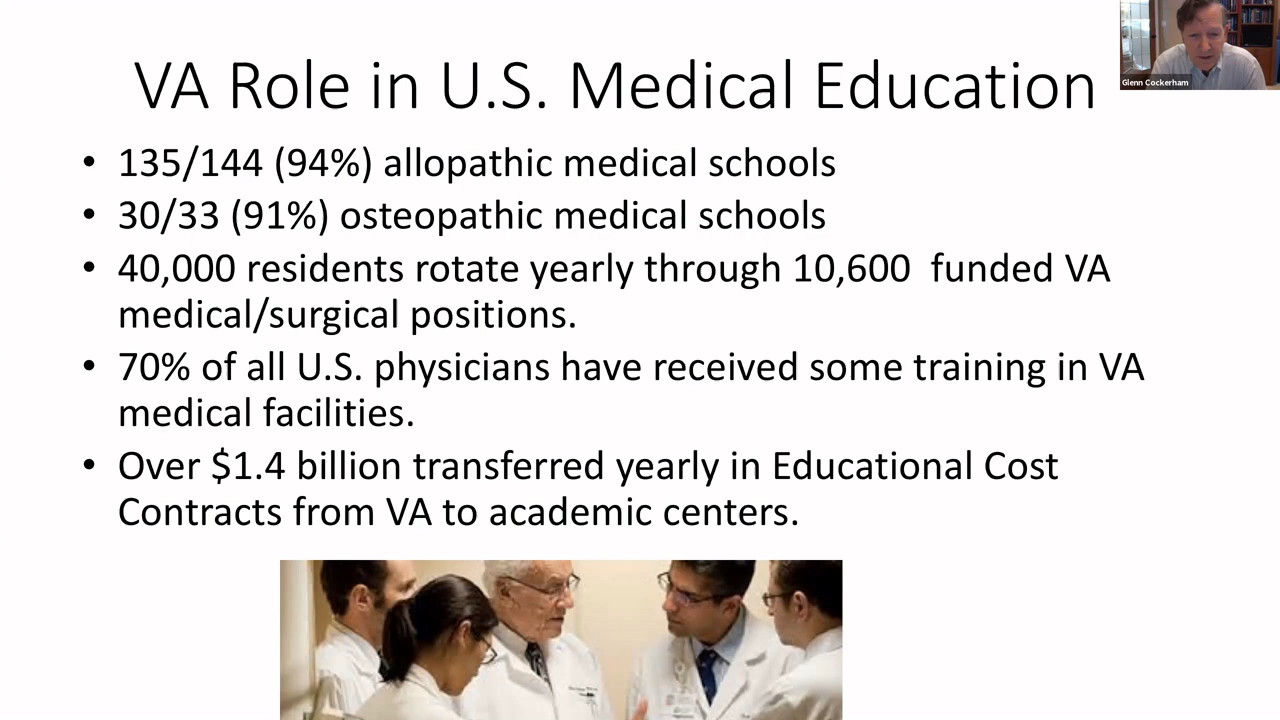 VA Role in U.S. Medical Education
Glenn Cockerham
• 135/144 (94%) allopathic medical schools
• 30/33 (91%) osteopathic medical schools
• 40,000 residents rotate yearly through 10,600  funded VA
medical/surgical positions.
• 70% of all U.S. physicians have received some training in VA
medical facilities.
• Over $1.4 billion transferred yearly in Educational Cost
Contracts from VA to academic centers.